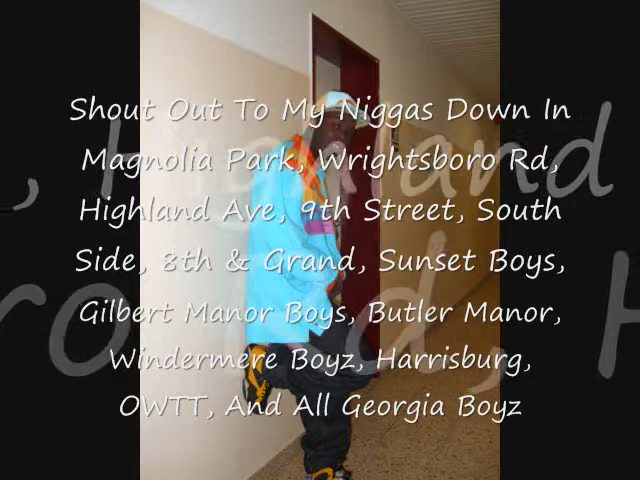 Shout Out To My Niggas Down In
Magnolia Park, Wrightsboro Rd,
Highland Ave, 9th Street, South
Side, 8th & Grand, Sunset Boys,
Gilbert Manor Boys, Butler Manor,
Windermere Boyz, Harrisburg,
OWTT, And All Georgia Boyz